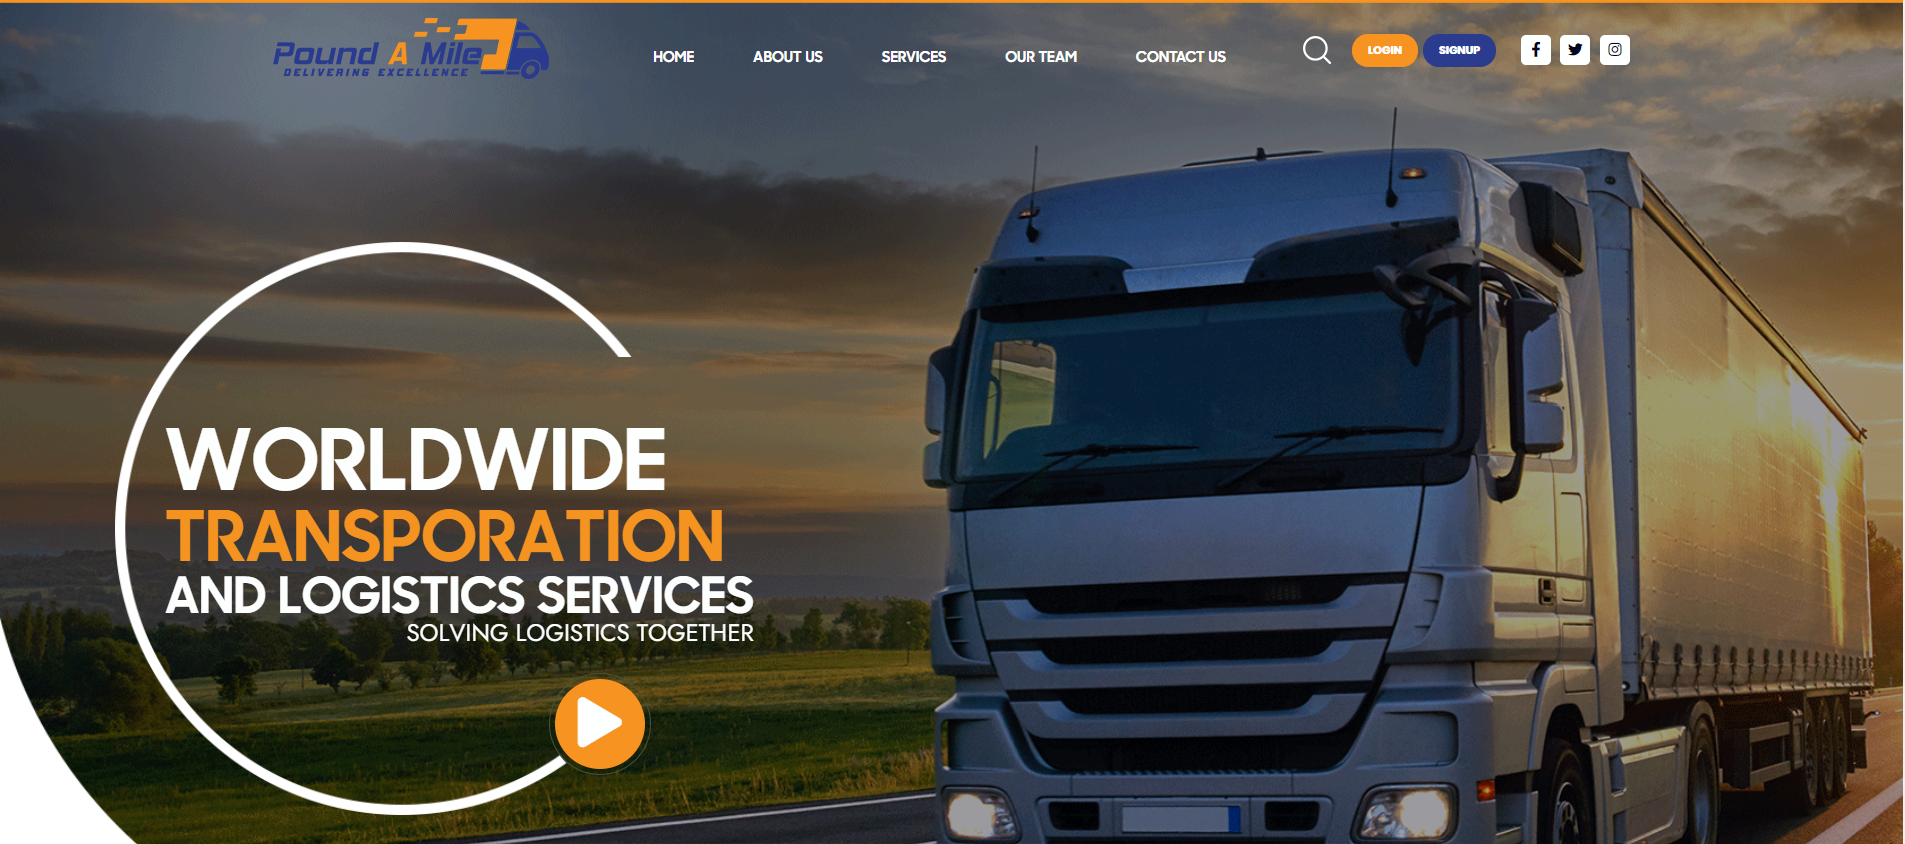 Pound A Mile
DELIVERING EXCELLENCE
HOME
ABOUT US
SERVICES
OUR TEAM
CONTACT US
LOGIN
SIGNUP
WORLDWIDE
TRANSPORATION
AND LOGISTICS SERVICES
SOLVING LOGISTICS TOGETHER